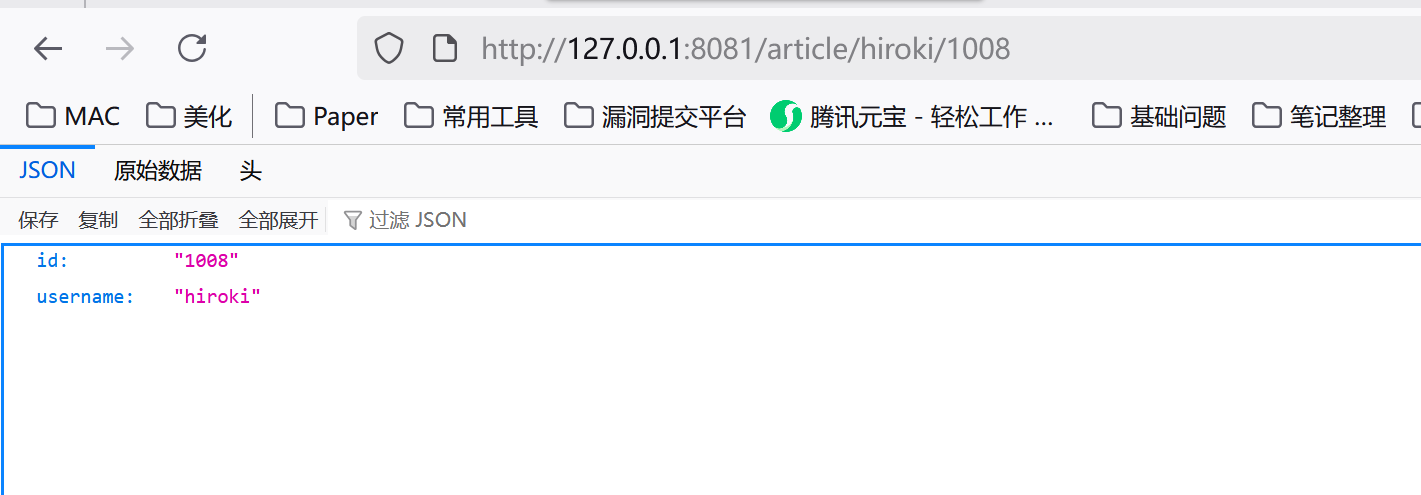 http://127.0.0.1:8081/article/hiroki/1008
MAC 美化 Paper 常用工具 漏洞提交平台 腾讯元宝 - 轻松工作 ... 基础问题 笔记整理
JSON 原始数据 头
保存 复制 全部折叠 全部展开 过滤 JSON
id: "1008"
username: "hiroki"